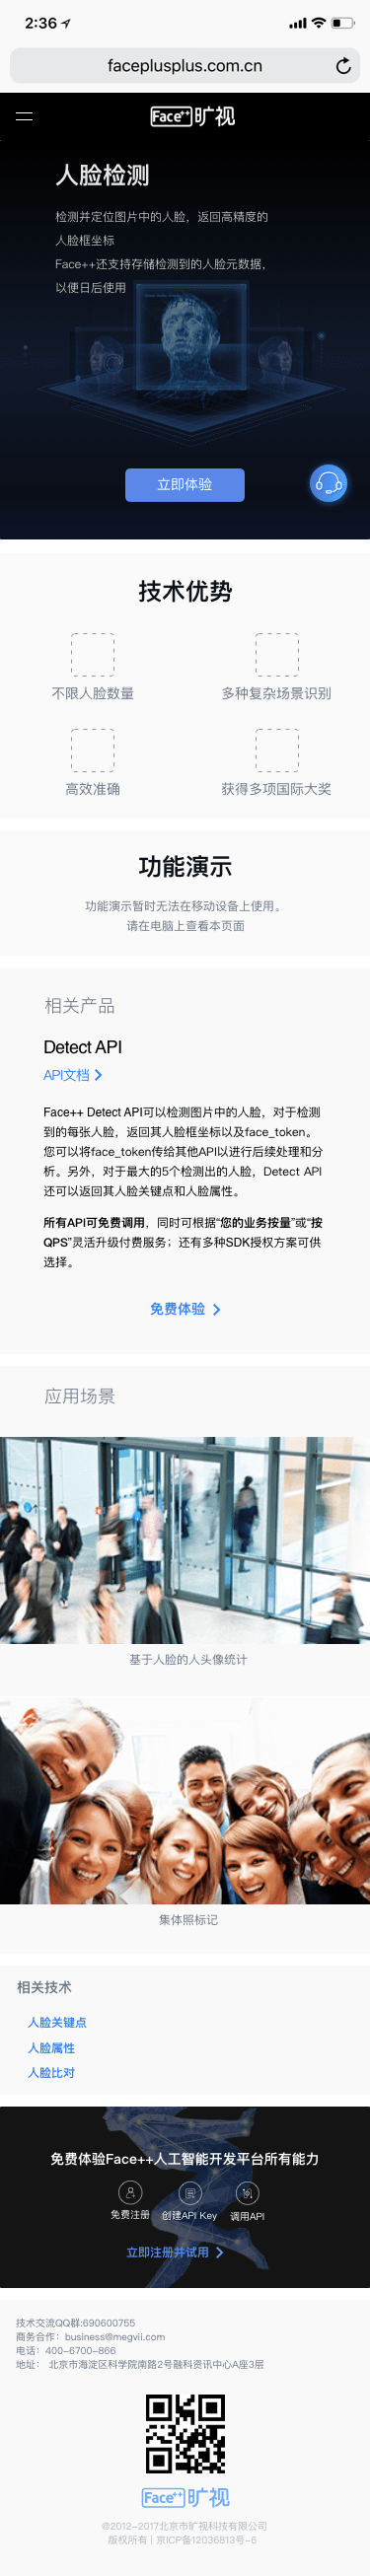 2:36
faceplusplus.com.cn
Face++ 旷视
人脸检测
检测并定位图片中的人脸，返回高精度的
人脸框坐标
Face++还支持存储检测到的人脸元数据，
以便日后使用
立即体验
技术优势
不限人脸数量
多种复杂场景识别
高效准确
获得多项国际大奖
功能演示
功能演示暂时无法在移动设备上使用。
请在电脑上查看本页面
相关产品
Detect API
API文档
Face++ Detect API可以检测图片中的人脸，对于检测
到的每张人脸，返回其人脸框坐标以及face_token。
您可以将face_token传给其他API以进行后续处理和分
析。另外，对于最大的5个检测出的人脸，Detect API
还可以返回其人脸关键点和人脸属性。
所有API可免费调用，同时可根据“您的业务按量”或“按
QPS”灵活升级付费服务；还有多种SDK授权方案可供
选择。
免费体验
应用场景
基于人脸的人头像统计
集体照标记
相关技术
人脸关键点
人脸属性
人脸比对
免费体验Face++人工智能开发平台所有能力
免费注册
创建API Key
调用API
立即注册并试用
技术交流QQ群:690600755
商务合作：business@megvii.com
电话：400-6700-866
地址： 北京市海淀区科学院南路2号融科资讯中心A座3层
Face++ 旷视
@2012-2017北京市旷视科技有限公司
版权所有 | 京ICP备12036813号-6